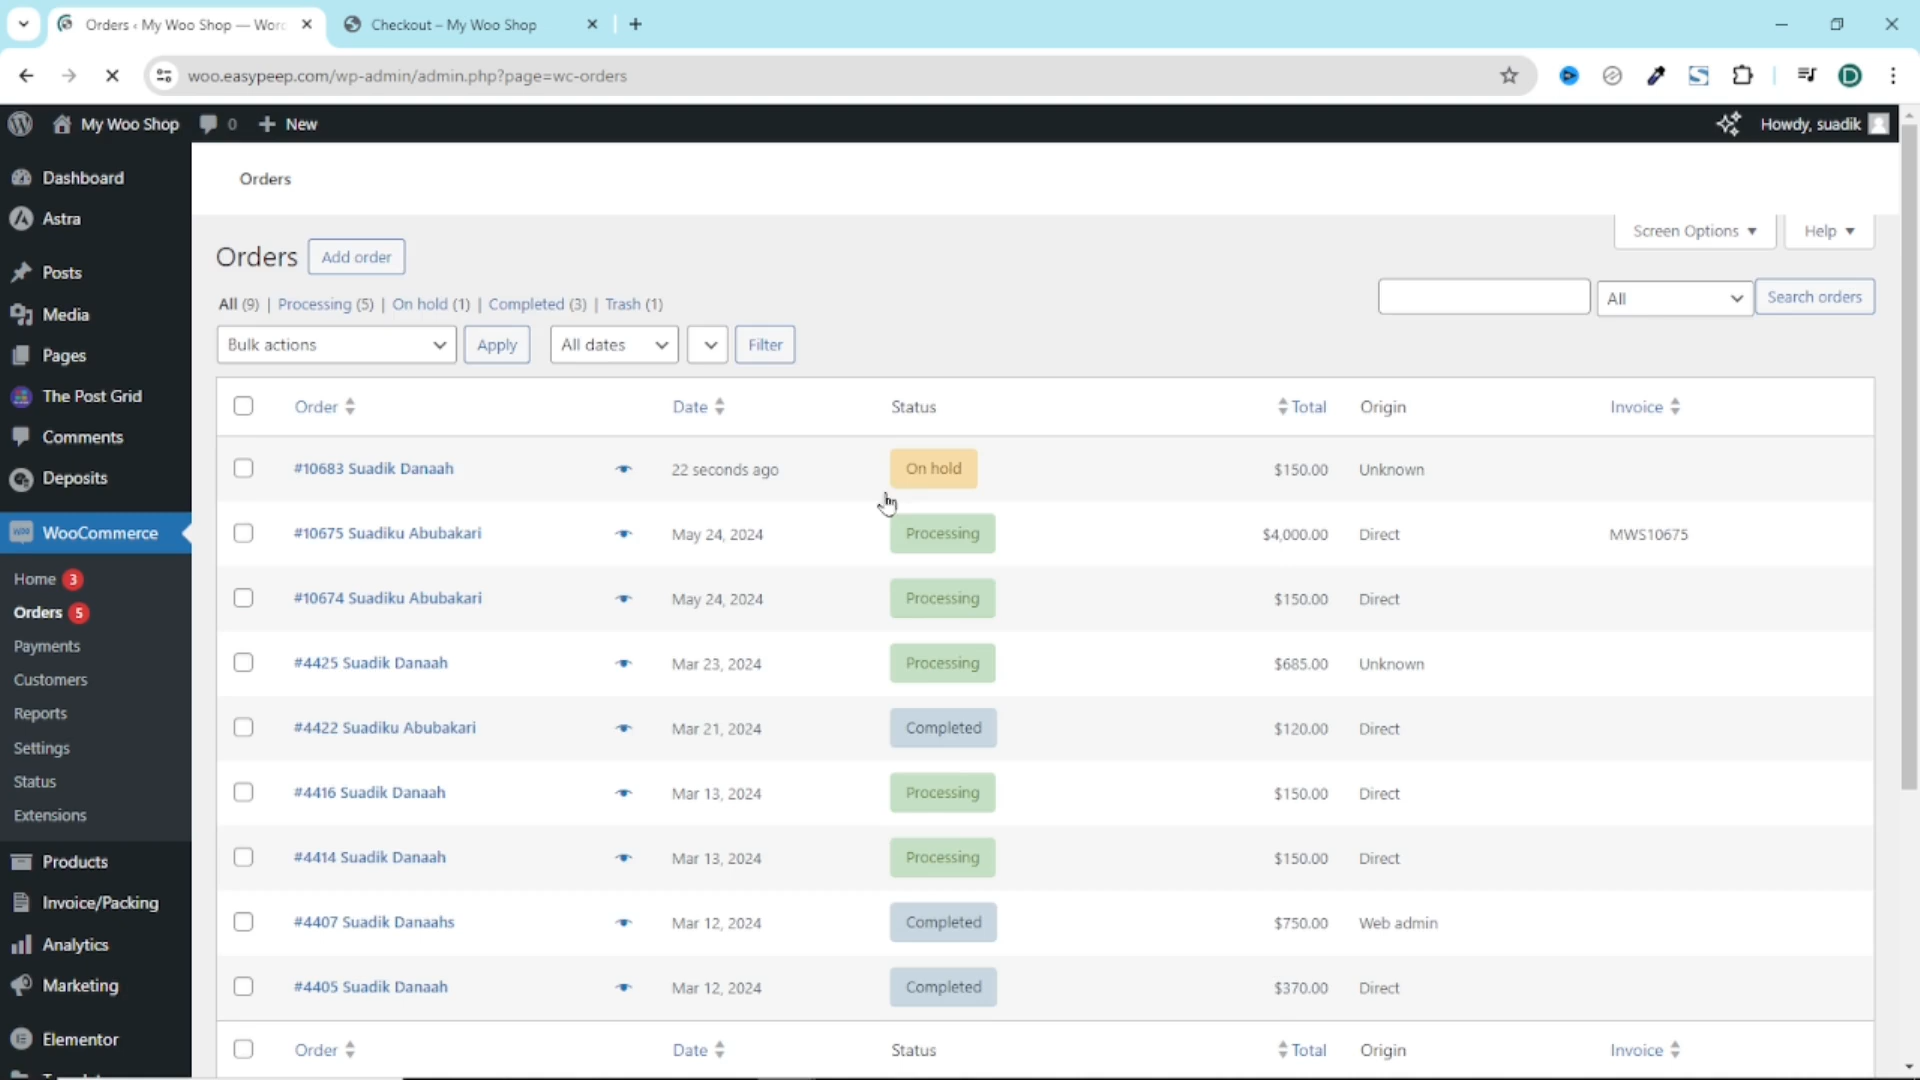 Orders ‹ My Woo Shop — Worc
Checkout – My Woo Shop
woo.easypeep.com/wp-admin/admin.php?page=wc-orders
D
My Woo Shop
0
New
Howdy, suadik
Dashboard
Astra
Posts
Media
Pages
The Post Grid
Comments
Deposits
WooCommerce
Home 3
Orders 5
Payments
Customers
Reports
Settings
Status
Extensions
Products
Invoice/Packing
Analytics
Marketing
Elementor
Orders
Screen Options
Help
Orders
Add order
All (9) | Processing (5) | On hold (1) | Completed (3) | Trash (1)
All
Search orders
Bulk actions
Apply
All dates
Filter
Order Date Status Total Origin Invoice
#10683 Suadik Danaah 22 seconds ago On hold $150.00 Unknown
#10675 Suadiku Abubakari May 24, 2024 Processing $4,000.00 Direct MWS10675
#10674 Suadiku Abubakari May 24, 2024 Processing $150.00 Direct
#4425 Suadik Danaah Mar 23, 2024 Processing $685.00 Unknown
#4422 Suadiku Abubakari Mar 21, 2024 Completed $120.00 Direct
#4416 Suadik Danaah Mar 13, 2024 Processing $150.00 Direct
#4414 Suadik Danaah Mar 13, 2024 Processing $150.00 Direct
#4407 Suadik Danaahs Mar 12, 2024 Completed $750.00 Web admin
#4405 Suadik Danaah Mar 12, 2024 Completed $370.00 Direct
Order Date Status Total Origin Invoice